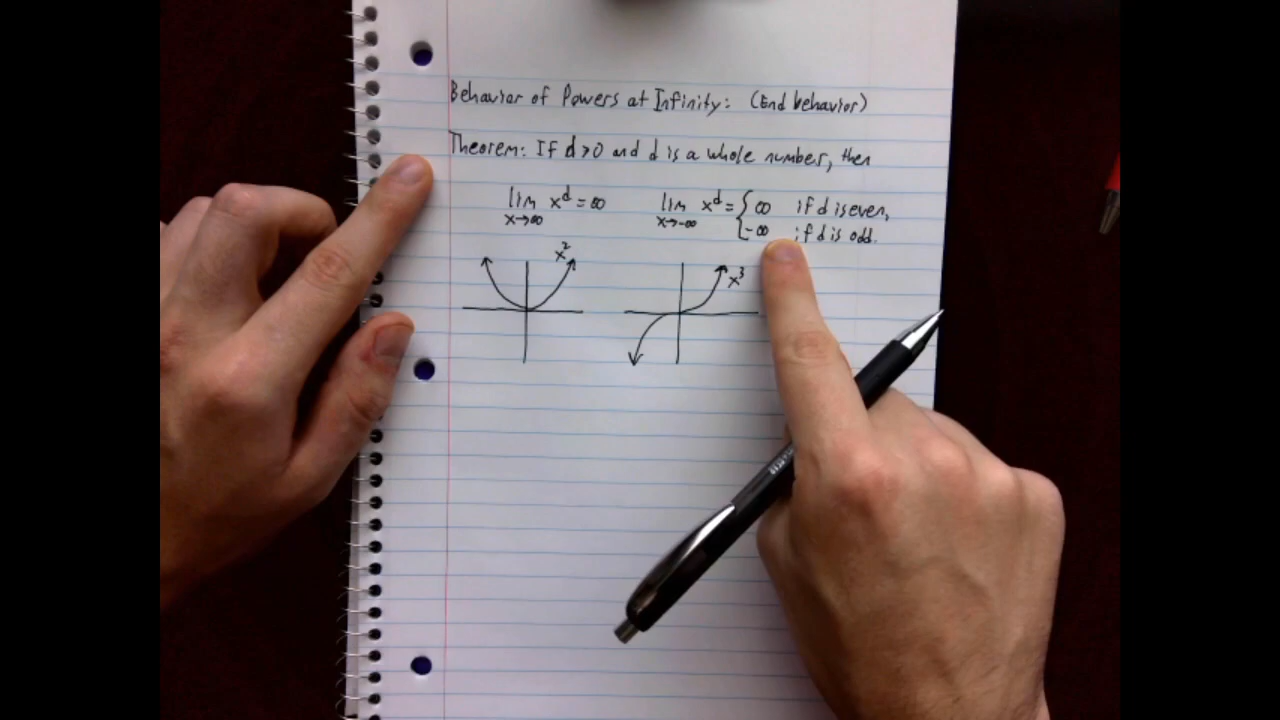 Behavior of Powers at Infinity: (End behavior)
Theorem: If d>0 and d is a whole number, then
lim x→∞ x^d = ∞ lim x→-∞ x^d = { ∞ if d is even,
-∞ if d is odd.
x^2 x^3